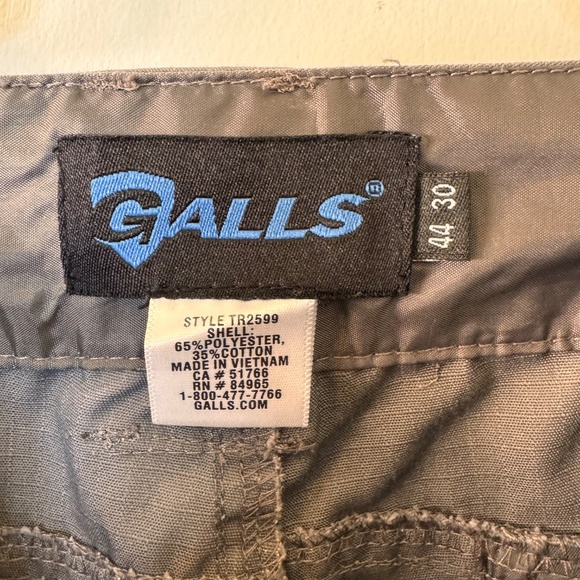 GALLS®
44 30
STYLE TR2599
SHELL:
65%POLYESTER,
35%COTTON
MADE IN VIETNAM
CA # 51766
RN # 84965
1-800-477-7766
GALLS.COM